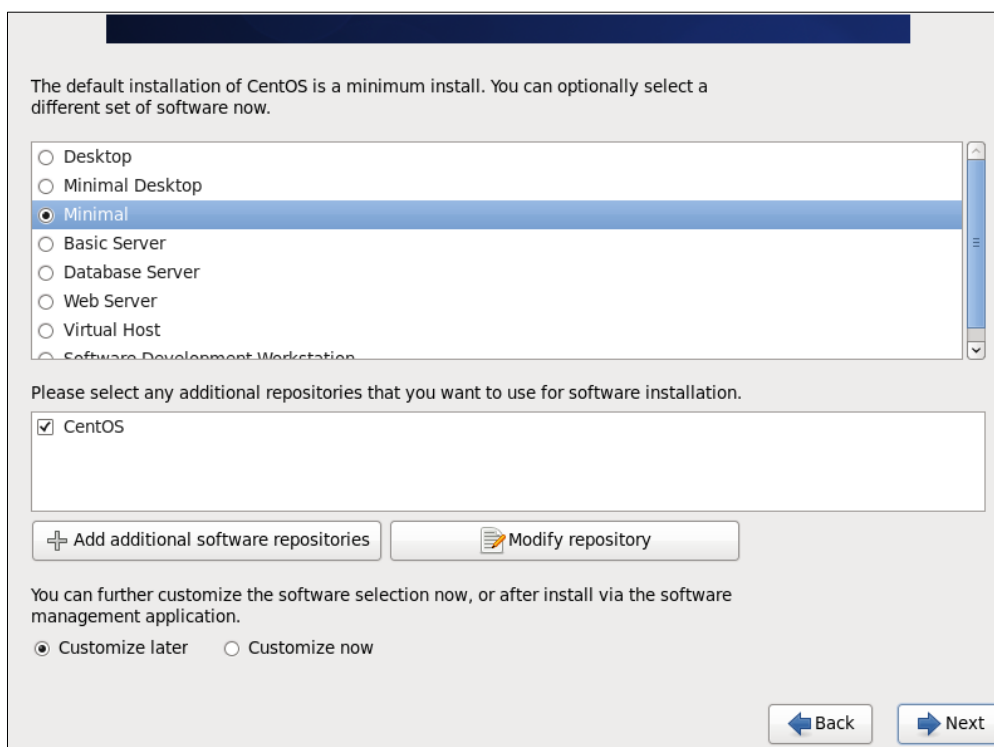 The default installation of CentOS is a minimum install. You can optionally select a
different set of software now.
Desktop
Minimal Desktop
Minimal
Basic Server
Database Server
Web Server
Virtual Host
Software Development Workstation
Please select any additional repositories that you want to use for software installation.
CentOS
Add additional software repositories
Modify repository
You can further customize the software selection now, or after install via the software
management application.
Customize later
Customize now
Back
Next